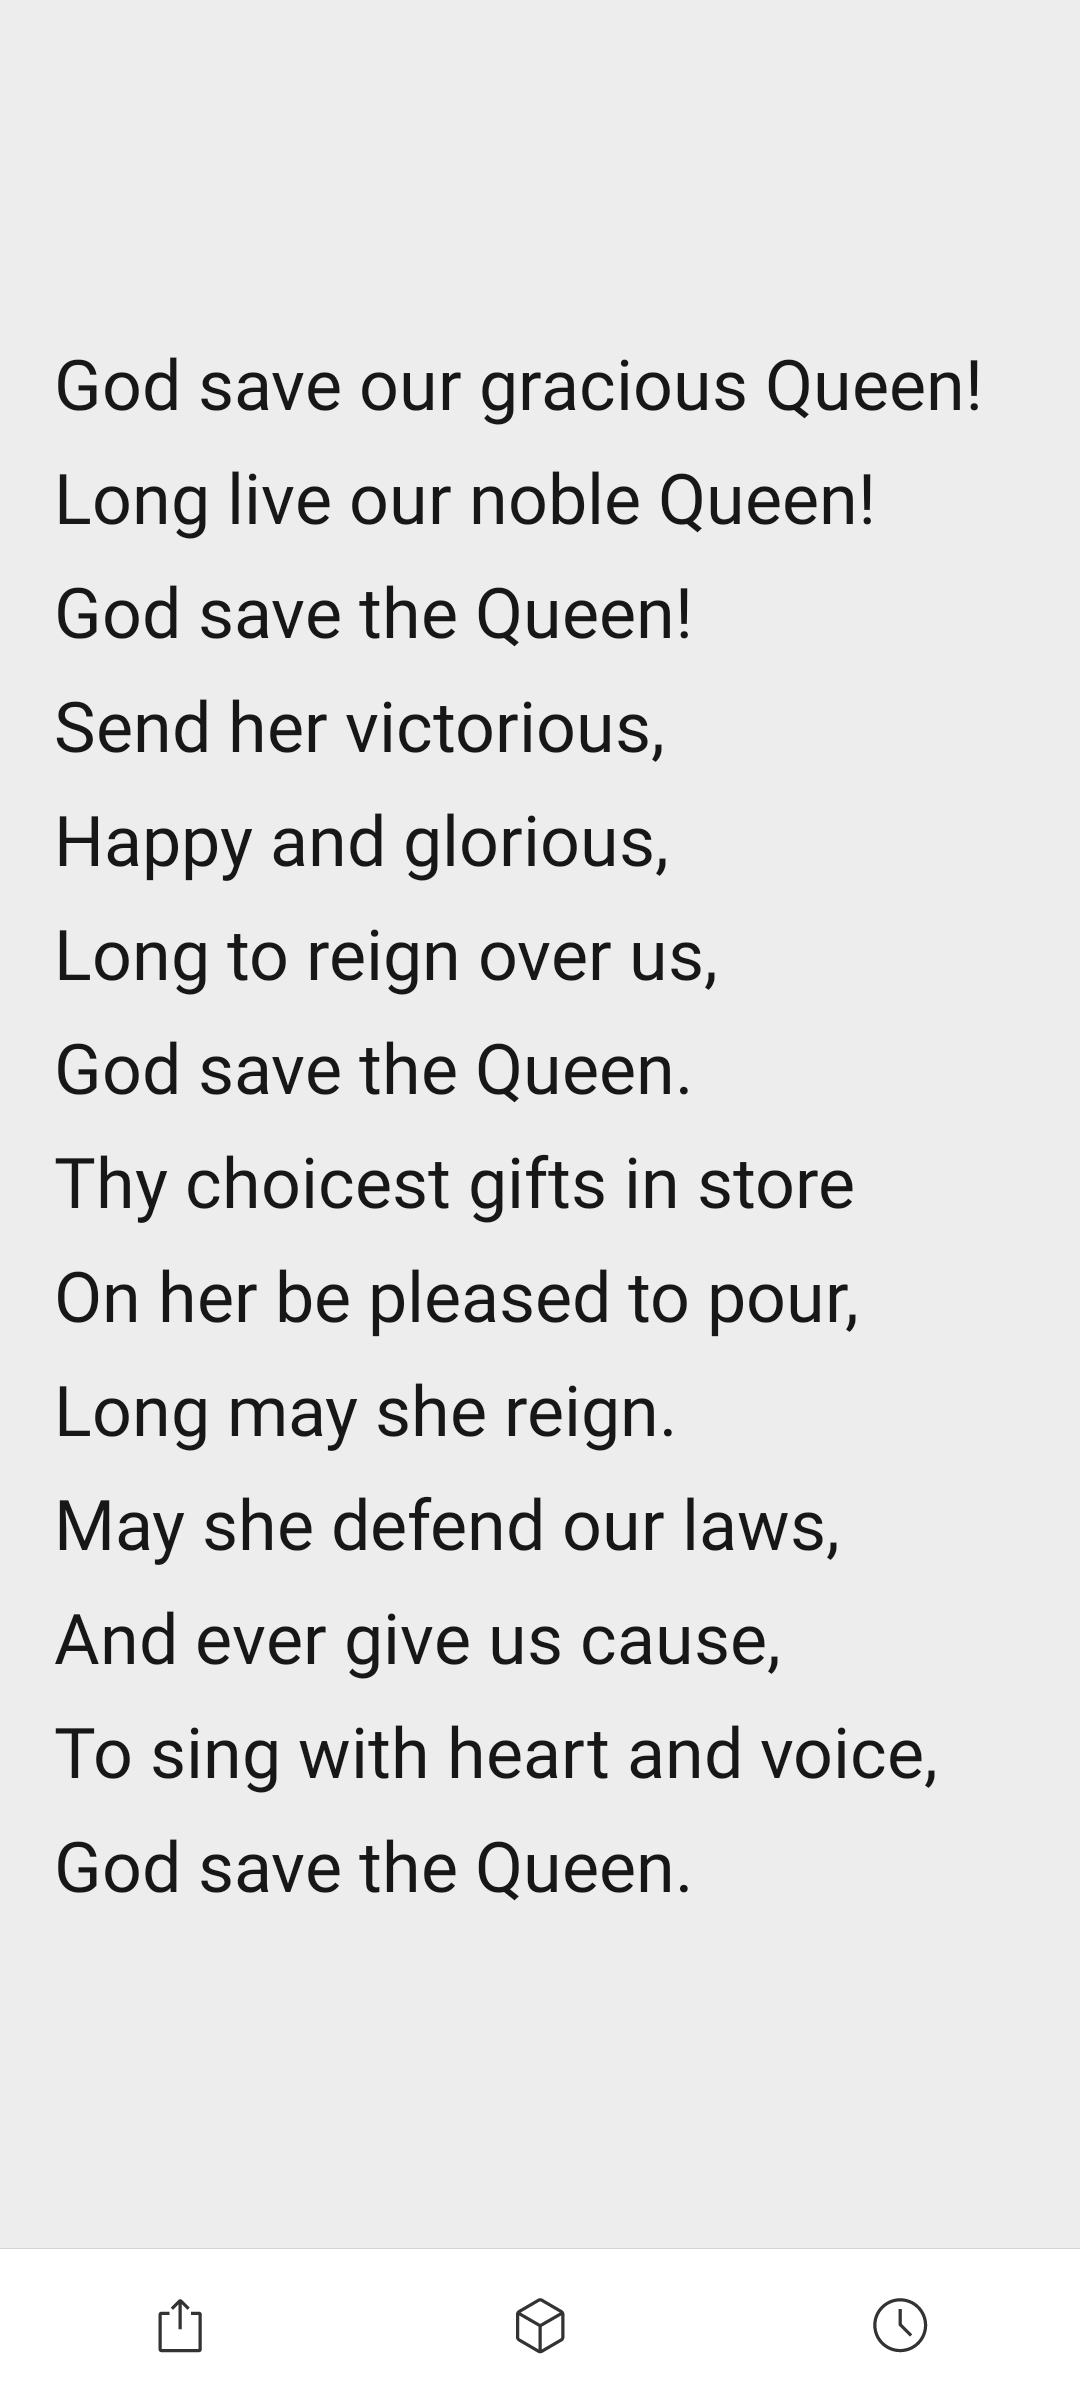 God save our gracious Queen!
Long live our noble Queen!
God save the Queen!
Send her victorious,
Happy and glorious,
Long to reign over us,
God save the Queen.
Thy choicest gifts in store
On her be pleased to pour,
Long may she reign.
May she defend our laws,
And ever give us cause,
To sing with heart and voice,
God save the Queen.